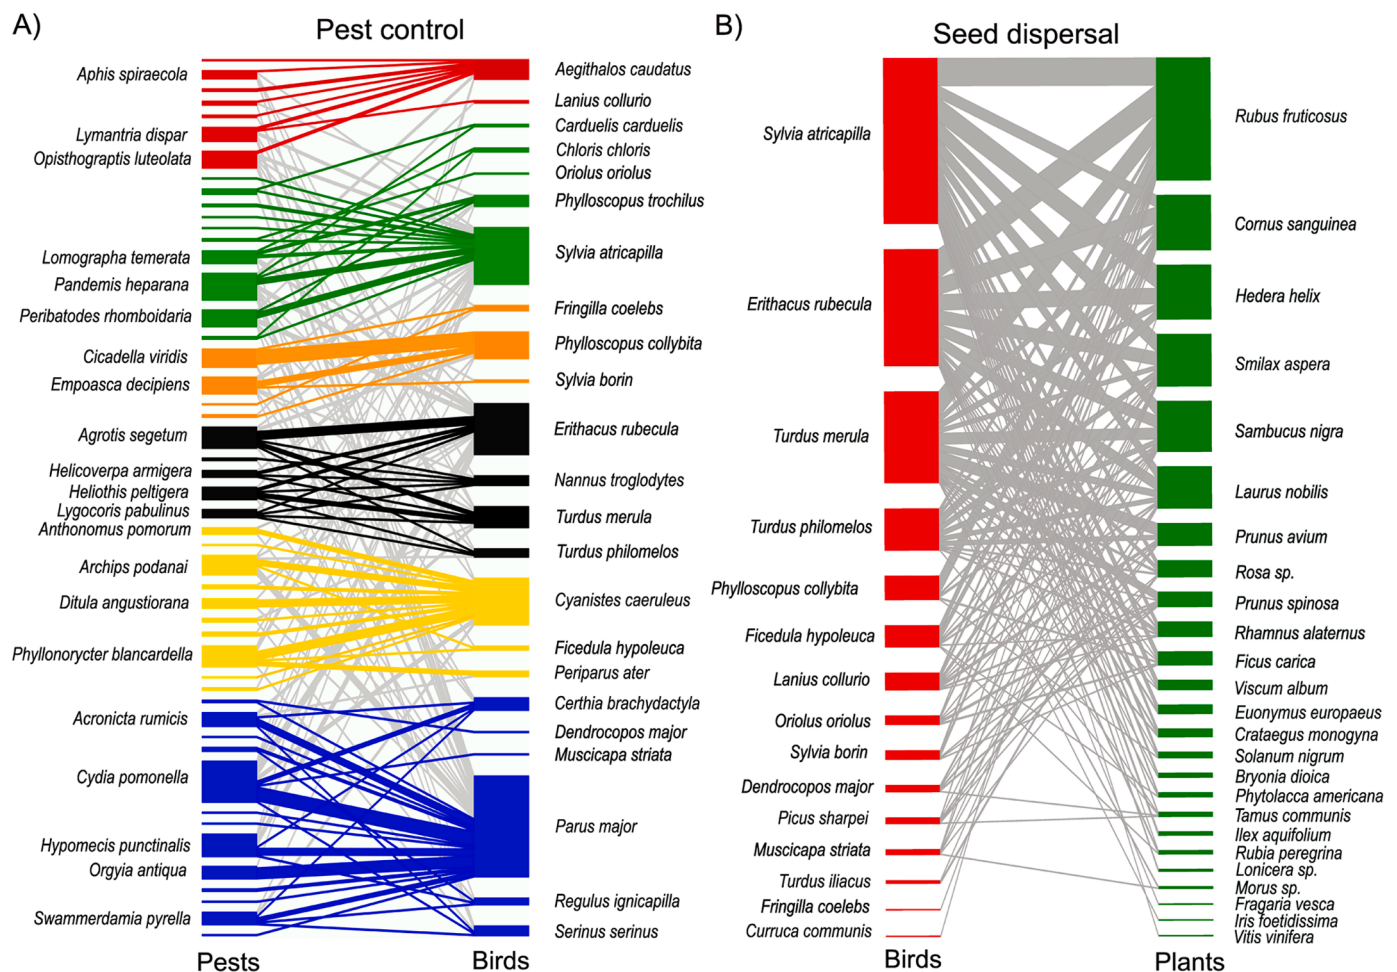 A)
Pest control
Aphis spiraecola
Lymantria dispar
Opisthograptis luteolata
Lomographa temerata
Pandemis heparana
Peribatodes rhomboidaria
Cicadella viridis
Empoasca decipiens
Agrotis segetum
Helicoverpa armigera
Heliothis peltigera
Lygocoris pabulinus
Anthonomus pomorum
Archips podanai
Ditula angustiorana
Phyllonorycter blancardella
Acronicta rumicis
Cydia pomonella
Hypomecis punctinalis
Orgyia antiqua
Swammerdamia pyrella
Pests
Aegithalos caudatus
Lanius collurio
Carduelis carduelis
Chloris chloris
Oriolus oriolus
Phylloscopus trochilus
Sylvia atricapilla
Fringilla coelebs
Phylloscopus collybita
Sylvia borin
Erithacus rubecula
Nannus troglodytes
Turdus merula
Turdus philomelos
Cyanistes caeruleus
Ficedula hypoleuca
Periparus ater
Certhia brachydactyla
Dendrocopos major
Muscicapa striata
Parus major
Regulus ignicapilla
Serinus serinus
Birds
B)
Seed dispersal
Sylvia atricapilla
Erithacus rubecula
Turdus merula
Turdus philomelos
Phylloscopus collybita
Ficedula hypoleuca
Lanius collurio
Oriolus oriolus
Sylvia borin
Dendrocopos major
Picus sharpei
Muscicapa striata
Turdus iliacus
Fringilla coelebs
Curruca communis
Birds
Rubus fruticosus
Cornus sanguinea
Hedera helix
Smilax aspera
Sambucus nigra
Laurus nobilis
Prunus avium
Rosa sp.
Prunus spinosa
Rhamnus alaternus
Ficus carica
Viscum album
Euonymus europaeus
Crataegus monogyna
Solanum nigrum
Bryonia dioica
Phytolacca americana
Tamus communis
Ilex aquifolium
Rubia peregrina
Lonicera sp.
Morus sp.
Fragaria vesca
Iris foetidissima
Vitis vinifera
Plants